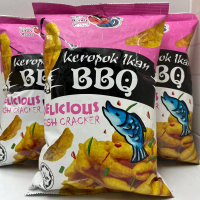 Keropok Ikan
BBQ
DELICIOUS
FISH CRACKER